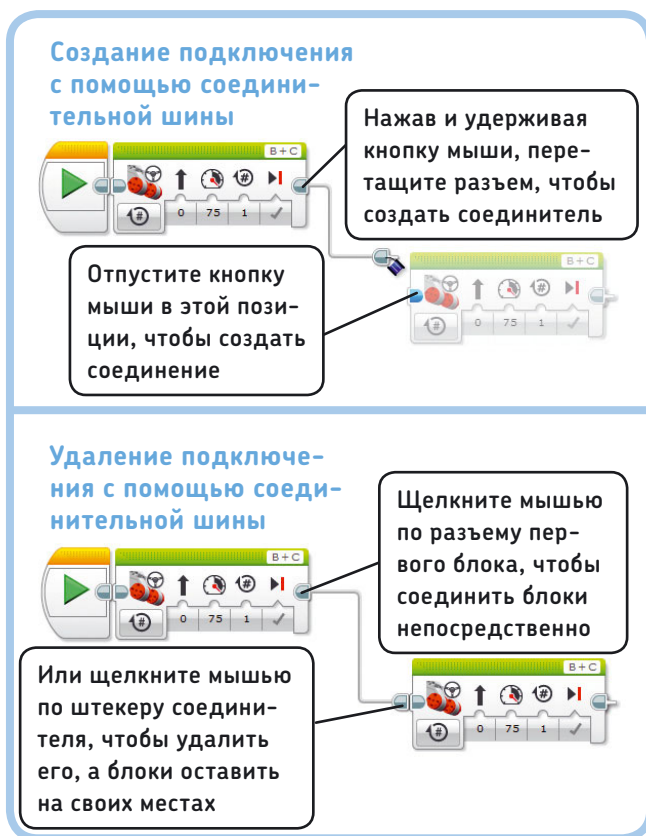 Создание подключения
с помощью соедини-
тельной шины
Нажав и удерживая
кнопку мыши, пере-
тащите разъем, чтобы
создать соединитель
B+C
# 0 75 1
Отпустите кнопку
мыши в этой пози-
ции, чтобы создать
соединение
B+C
# 0 75 1
Удаление подключе-
ния с помощью соеди-
нительной шины
Щелкните мышью
по разъему пер-
вого блока, чтобы
соединить блоки
непосредственно
B+C
# 0 75 1
Или щелкните мышью
по штекеру соедини-
теля, чтобы удалить
его, а блоки оставить
на своих местах
B+C
# 0 75 1